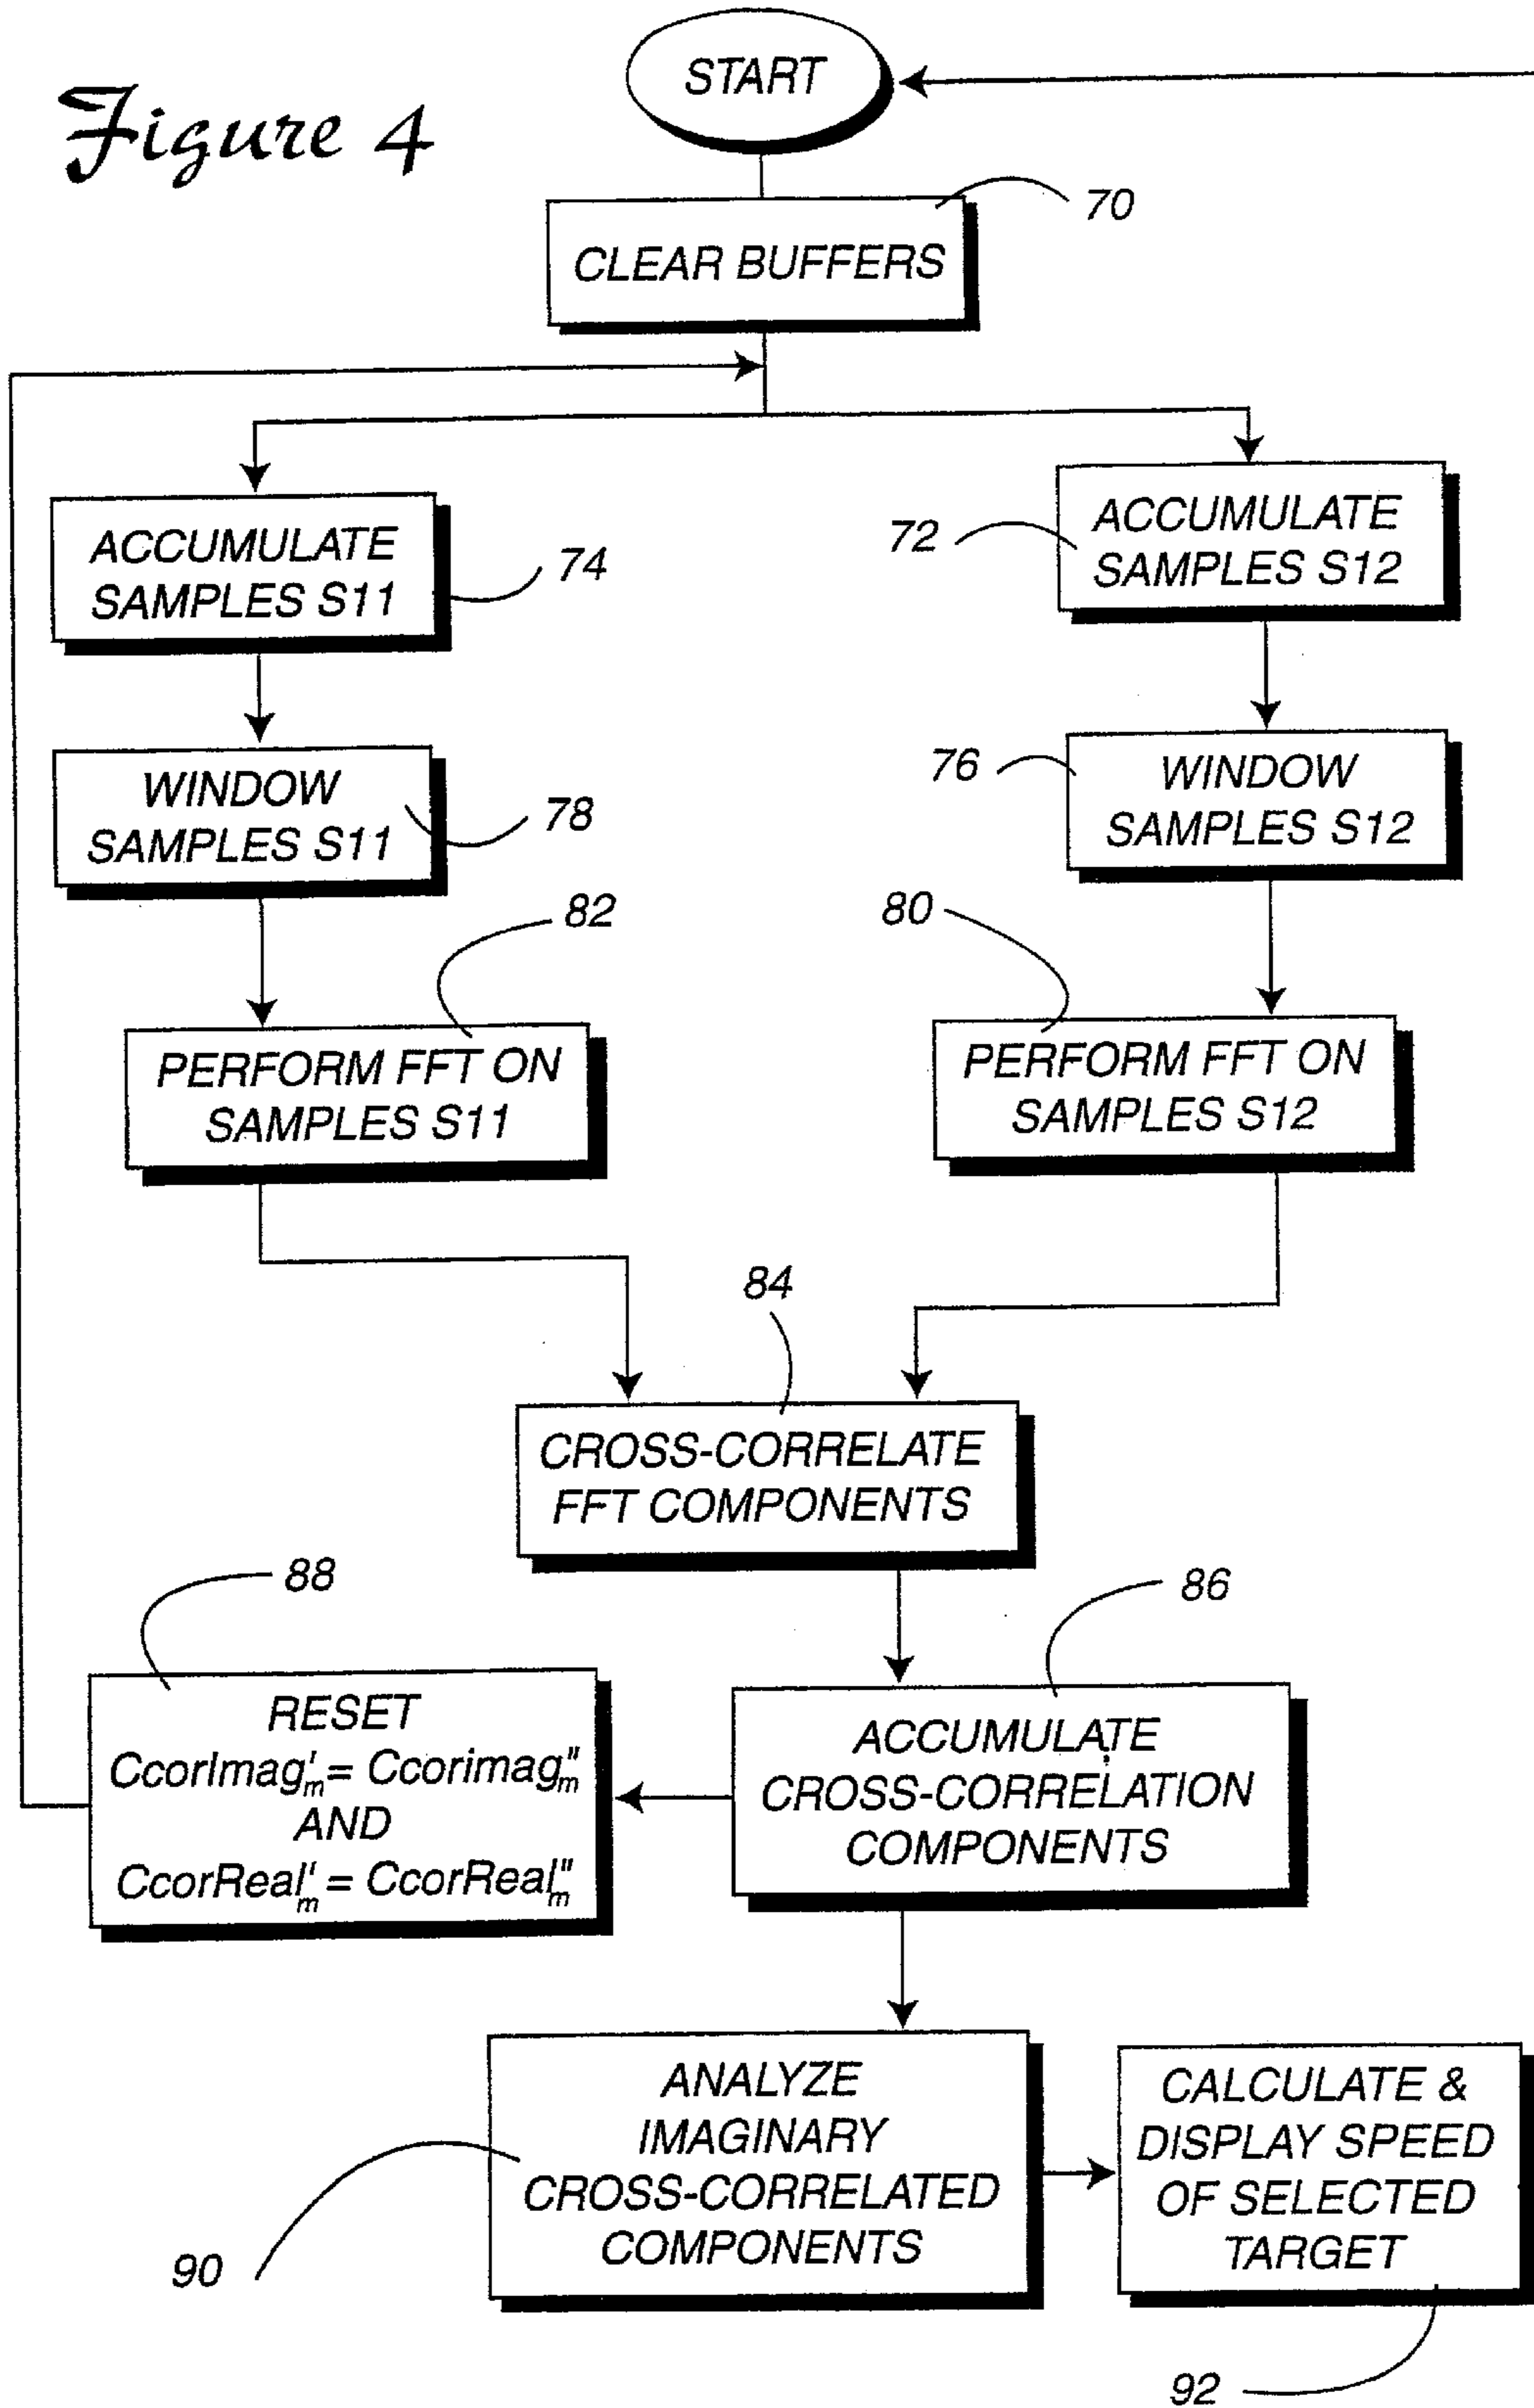 Figure 4
START
70
CLEAR BUFFERS
ACCUMULATE
SAMPLES S11
74
72
ACCUMULATE
SAMPLES S12
WINDOW
SAMPLES S11
78
76
WINDOW
SAMPLES S12
82
PERFORM FFT ON
SAMPLES S11
80
PERFORM FFT ON
SAMPLES S12
84
CROSS-CORRELATE
FFT COMPONENTS
88
RESET
CcorImag'm = Ccorimag"m
AND
CcorReal'm = CcorReal"m
86
ACCUMULATE
CROSS-CORRELATION
COMPONENTS
90
ANALYZE
IMAGINARY
CROSS-CORRELATED
COMPONENTS
CALCULATE &
DISPLAY SPEED
OF SELECTED
TARGET
92